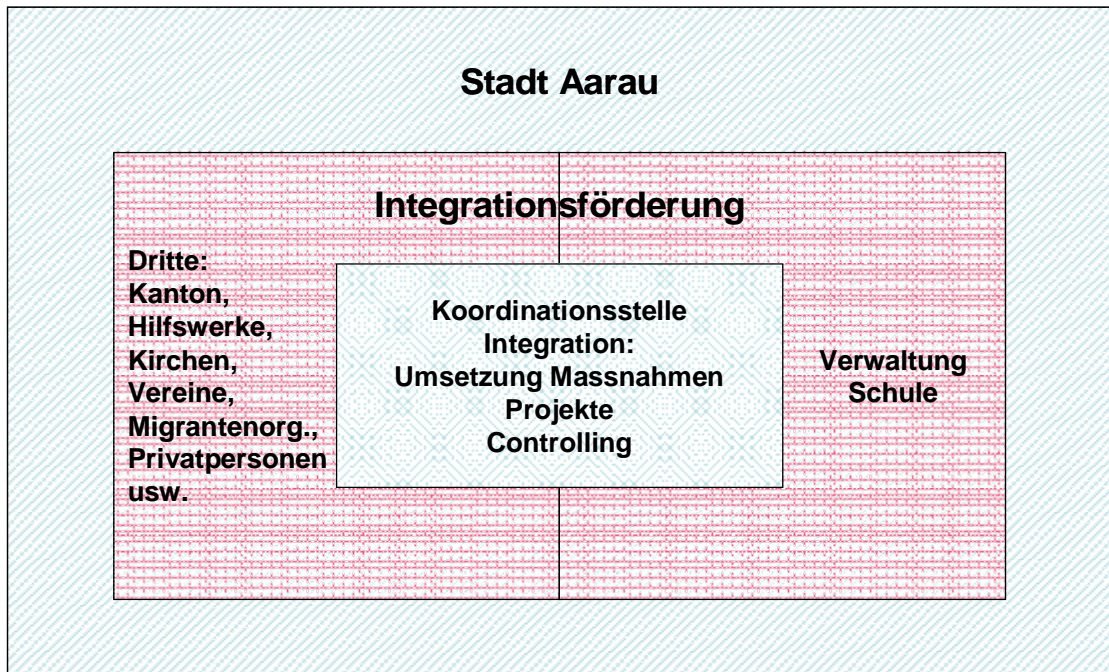 Stadt Aarau
Integrationsförderung
Dritte:
Kanton,
Hilfswerke,
Kirchen,
Vereine,
Migrantenorg.,
Privatpersonen
usw.
Koordinationsstelle
Integration:
Umsetzung Massnahmen
Projekte
Controlling
Verwaltung
Schule